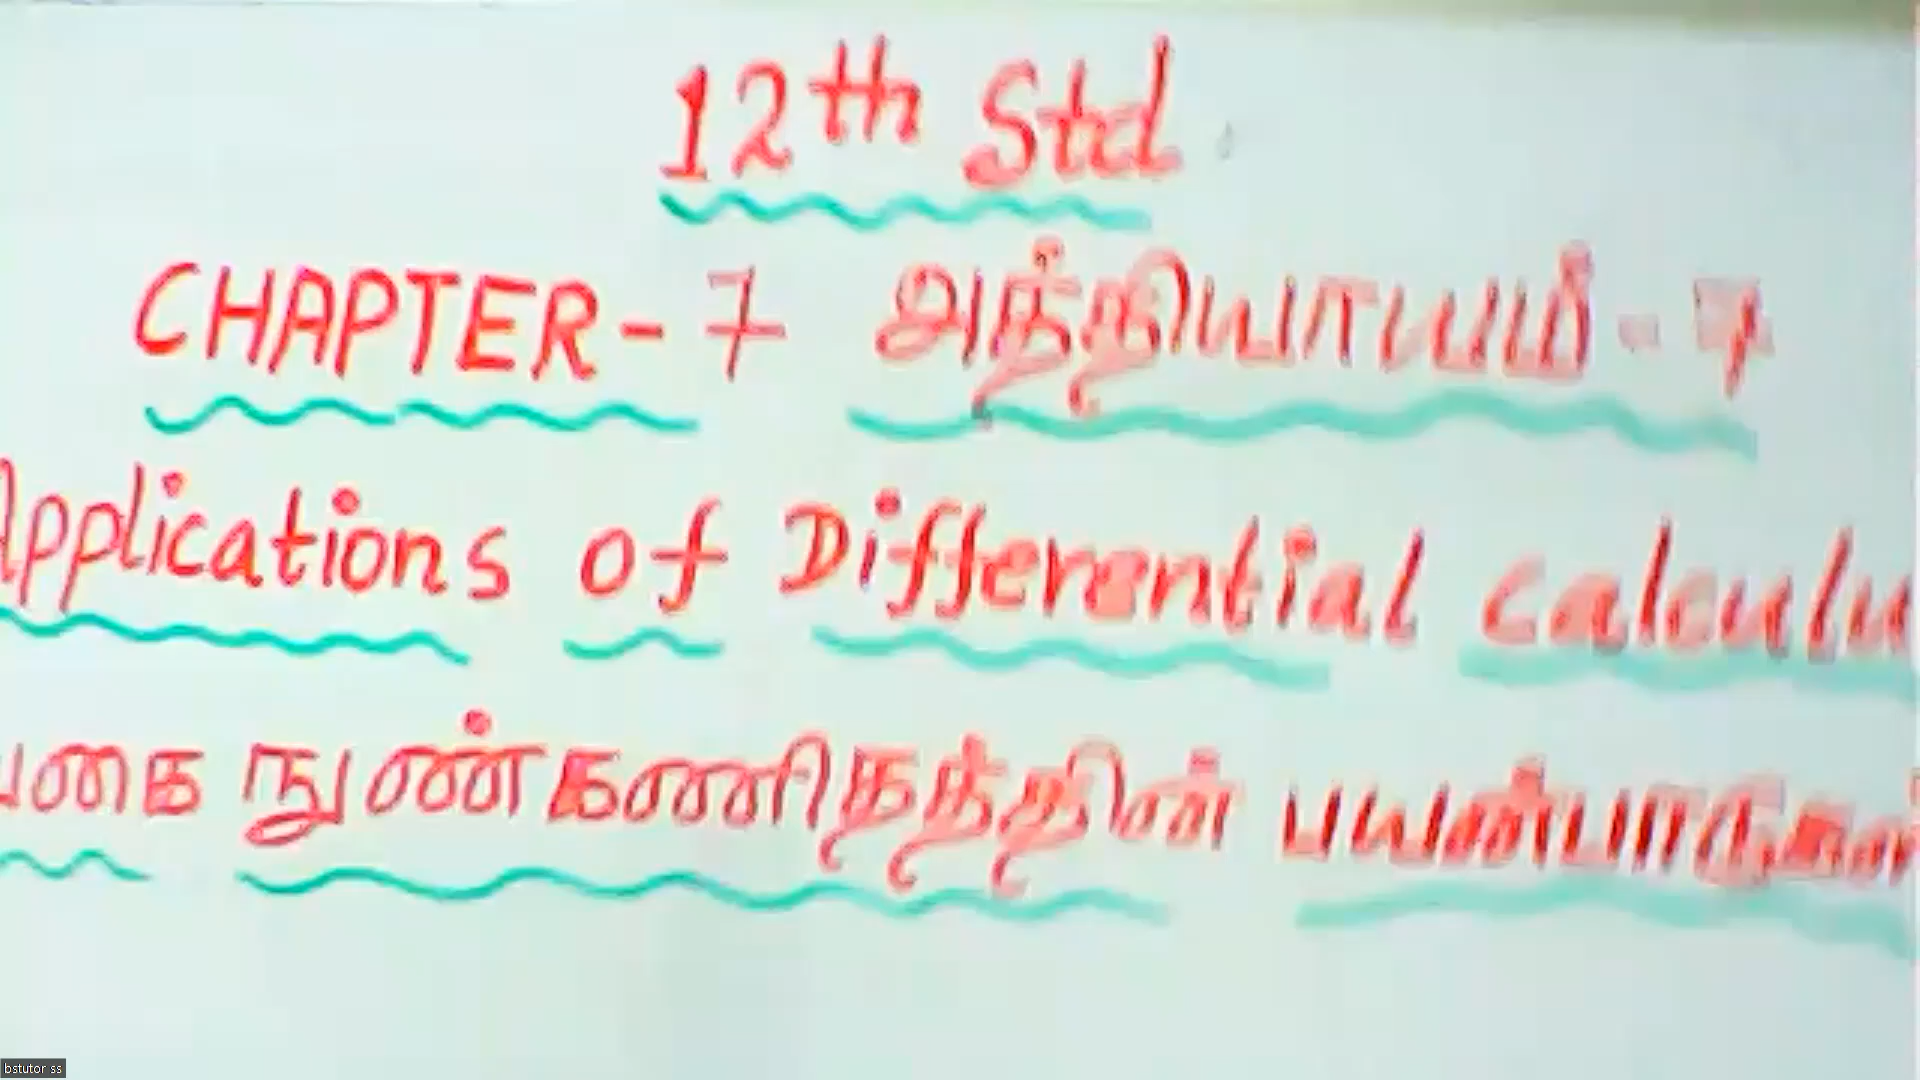 12th Std
CHAPTER-7 அத்தியாயம் - 7
Applications of Differential calculu
வகை நுண்கணிதத்தின் பயன்பாடுகள்
bstutor ss